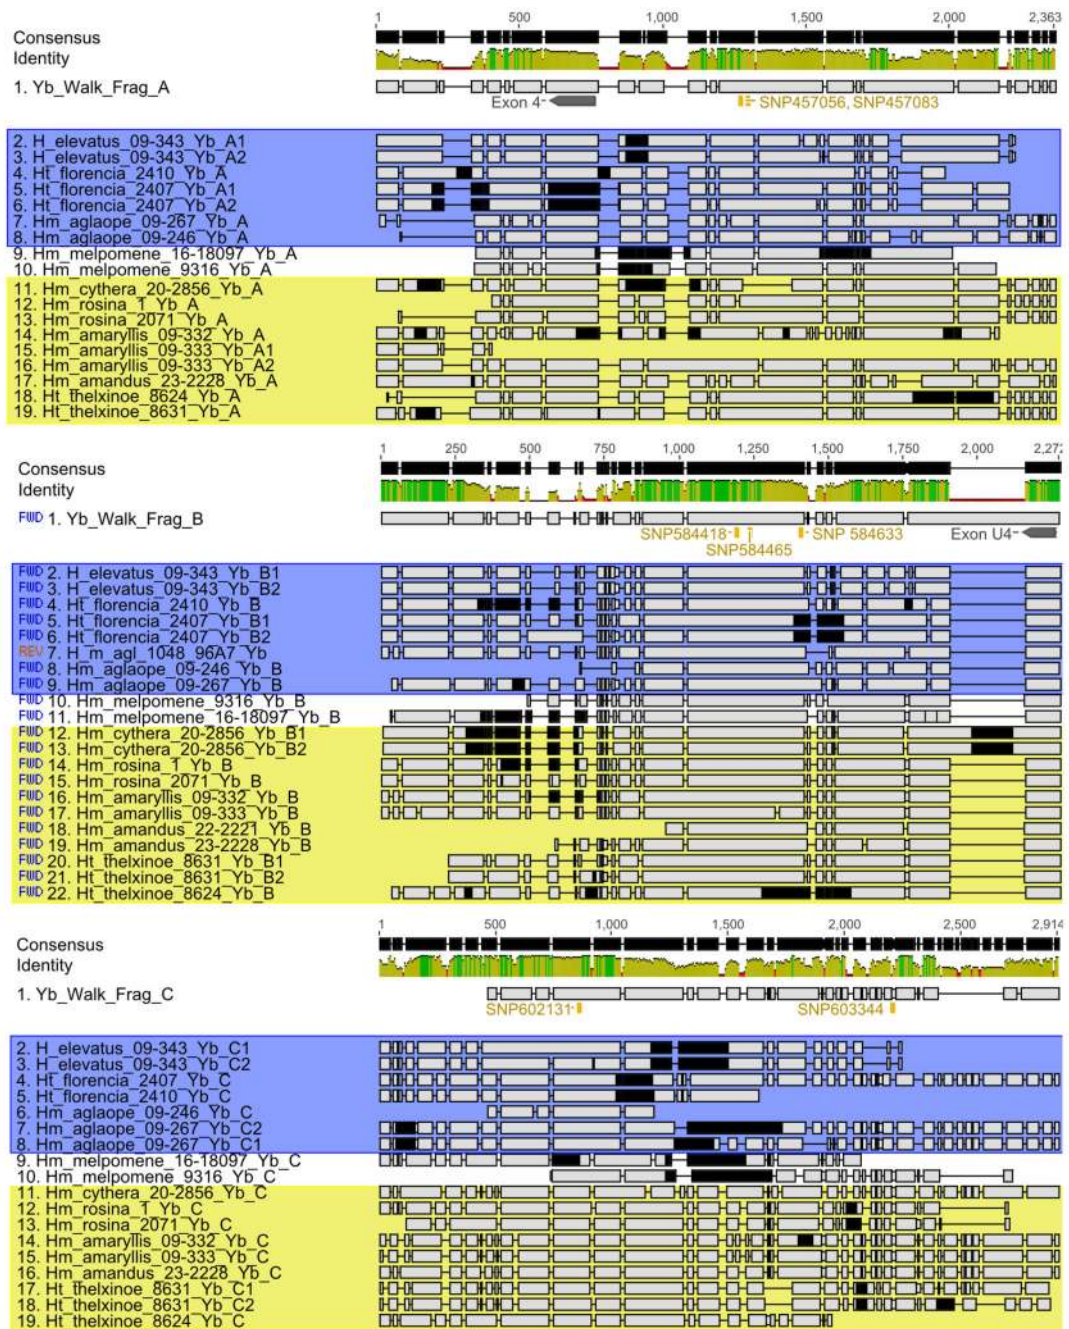 1 500 1,000 1,500 2,000 2,363
Consensus
Identity
1. Yb_Walk_Frag_A
Exon 4 SNP457056, SNP457083
2. H_elevatus_09-343_Yb_A1
3. H_elevatus_09-343_Yb_A2
4. Ht_florencia_2410_Yb_A
5. Ht_florencia_2407_Yb_A1
6. Ht_florencia_2407_Yb_A2
7. Hm_aglaope_09-267_Yb_A
8. Hm_aglaope_09-246_Yb_A
9. Hm_melpomene_16-18097_Yb_A
10. Hm_melpomene_9316_Yb_A
11. Hm_cythera_20-2856_Yb_A
12. Hm_rosina_1_Yb_A
13. Hm_rosina_2071_Yb_A
14. Hm_amaryllis_09-332_Yb_A
15. Hm_amaryllis_09-333_Yb_A1
16. Hm_amaryllis_09-333_Yb_A2
17. Hm_amandus_23-2228_Yb_A
18. Ht_thelxinoe_8624_Yb_A
19. Ht_thelxinoe_8631_Yb_A
1 250 500 750 1,000 1,250 1,500 1,750 2,000 2,272
Consensus
Identity
FWD 1. Yb_Walk_Frag_B
SNP584418 SNP 584633 Exon U4
SNP584465
FWD 2. H_elevatus_09-343_Yb_B1
FWD 3. H_elevatus_09-343_Yb_B2
FWD 4. Ht_florencia_2410_Yb_B
FWD 5. Ht_florencia_2407_Yb_B1
FWD 6. Ht_florencia_2407_Yb_B2
REV 7. H_m_agl_1048_96A7_Yb
FWD 8. Hm_aglaope_09-246_Yb_B
FWD 9. Hm_aglaope_09-267_Yb_B
FWD 10. Hm_melpomene_9316_Yb_B
FWD 11. Hm_melpomene_16-18097_Yb_B
FWD 12. Hm_cythera_20-2856_Yb_B1
FWD 13. Hm_cythera_20-2856_Yb_B2
FWD 14. Hm_rosina_1_Yb_B
FWD 15. Hm_rosina_2071_Yb_B
FWD 16. Hm_amaryllis_09-332_Yb_B
FWD 17. Hm_amaryllis_09-333_Yb_B
FWD 18. Hm_amandus_22-2221_Yb_B
FWD 19. Hm_amandus_23-2228_Yb_B
FWD 20. Ht_thelxinoe_8631_Yb_B1
FWD 21. Ht_thelxinoe_8631_Yb_B2
FWD 22. Ht_thelxinoe_8624_Yb_B
1 500 1,000 1,500 2,000 2,500 2,914
Consensus
Identity
1. Yb_Walk_Frag_C
SNP602131 SNP603344
2. H_elevatus_09-343_Yb_C1
3. H_elevatus_09-343_Yb_C2
4. Ht_florencia_2407_Yb_C
5. Ht_florencia_2410_Yb_C
6. Hm_aglaope_09-246_Yb_C
7. Hm_aglaope_09-267_Yb_C2
8. Hm_aglaope_09-267_Yb_C1
9. Hm_melpomene_16-18097_Yb_C
10. Hm_melpomene_9316_Yb_C
11. Hm_cythera_20-2856_Yb_C
12. Hm_rosina_1_Yb_C
13. Hm_rosina_2071_Yb_C
14. Hm_amaryllis_09-332_Yb_C
15. Hm_amaryllis_09-333_Yb_C
16. Hm_amandus_23-2228_Yb_C
17. Ht_thelxinoe_8631_Yb_C1
18. Ht_thelxinoe_8631_Yb_C2
19. Ht_thelxinoe_8624_Yb_C